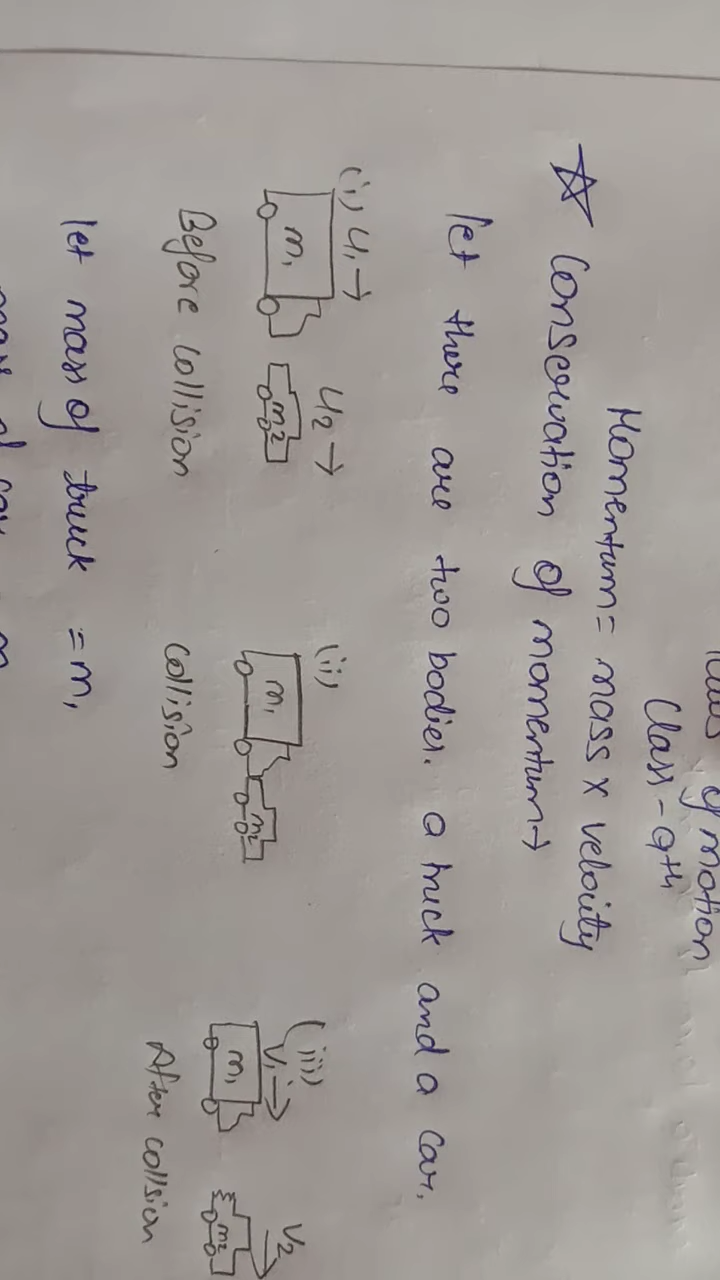 of motion
Class - 9th
Momentum = mass x velocity
☆ Conservation of momentum →
let there are two bodies. a truck and a car.
(i) u₁ → u₂ → (ii) (iii) v₁ → v₂
m₁ m₂ m₁ m₂ m₁ m₂
Before collision Collision After collsion
let mass of truck = m₁